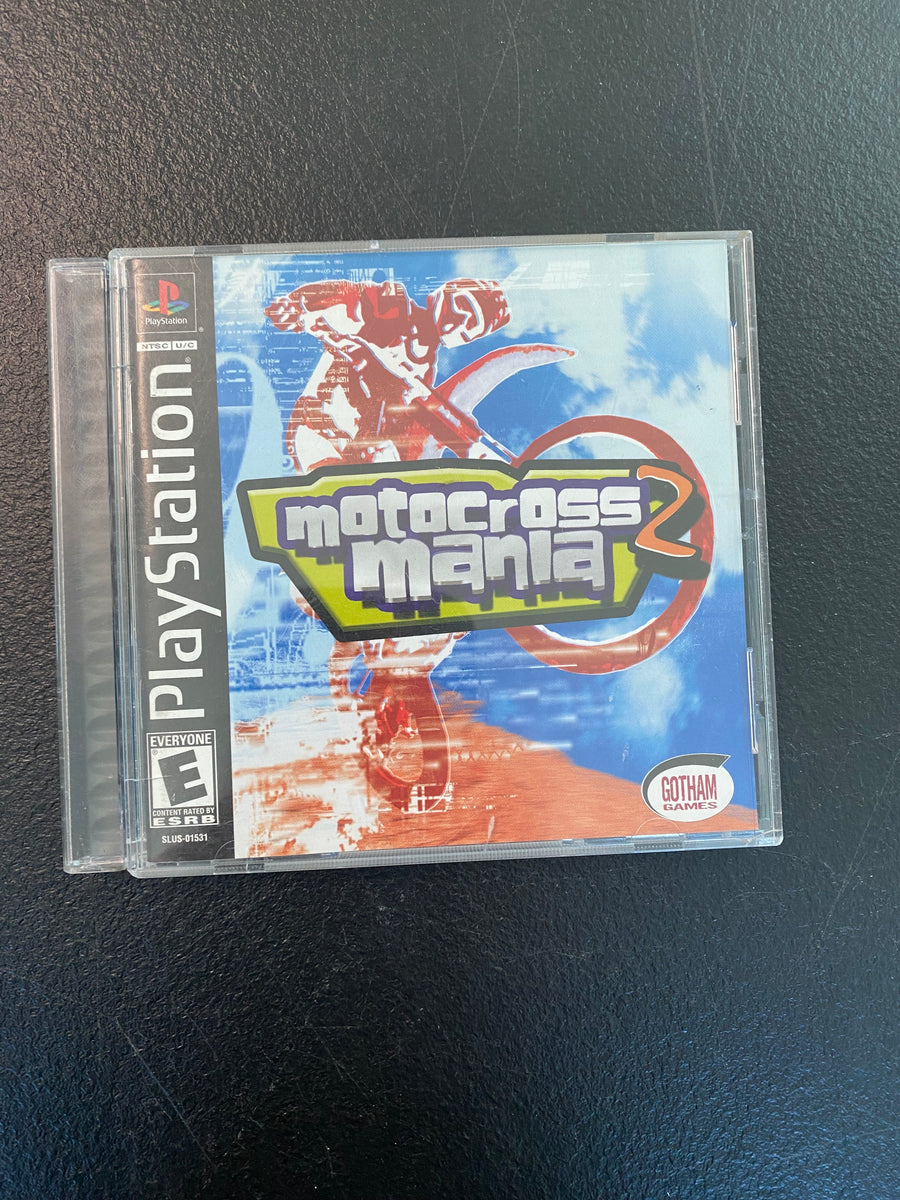 PlayStation
NTSC U/C
PlayStation
motocross
mania 2
EVERYONE
E
CONTENT RATED BY
ESRB
SLUS-01531
GOTHAM
GAMES